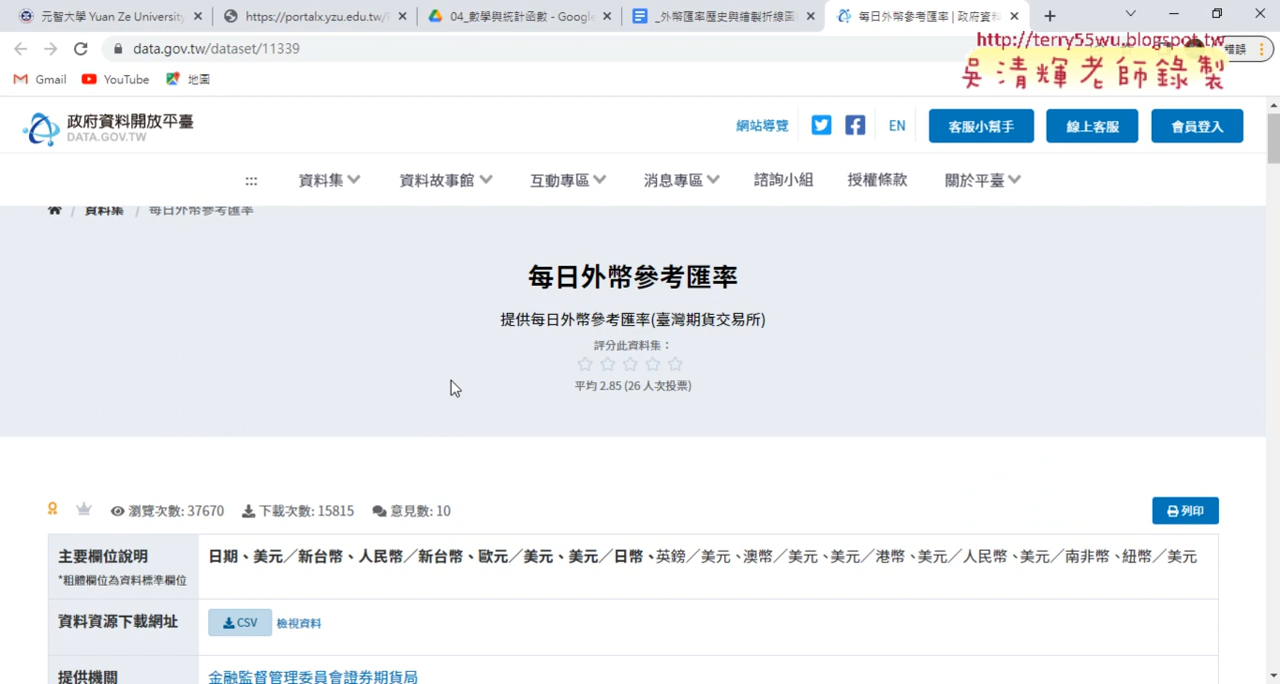 元智大學 Yuan Ze University
https://portalx.yzu.edu.tw/
04_數學與統計函數 - Google
_外幣匯率歷史與繪製折線圖
每日外幣參考匯率 | 政府資料
data.gov.tw/dataset/11339
http://terry55wu.blogspot.tw
吳清輝老師錄製
錯誤
Gmail
YouTube
地圖
政府資料開放平臺
DATA.GOV.TW
網站導覽
EN
客服小幫手
線上客服
會員登入
:::
資料集
資料故事館
互動專區
消息專區
諮詢小組
授權條款
關於平臺
/ 資料集 / 每日外幣參考匯率
每日外幣參考匯率
提供每日外幣參考匯率(臺灣期貨交易所)
評分此資料集：
平均 2.85 (26 人次投票)
瀏覽次數: 37670
下載次數: 15815
意見數: 10
列印
主要欄位說明
*粗體欄位為資料標準欄位
日期、美元／新台幣、人民幣／新台幣、歐元／美元、美元／日幣、英鎊／美元、澳幣／美元、美元／港幣、美元／人民幣、美元／南非幣、紐幣／美元
資料資源下載網址
CSV
檢視資料
提供機關
金融監督管理委員會證券期貨局